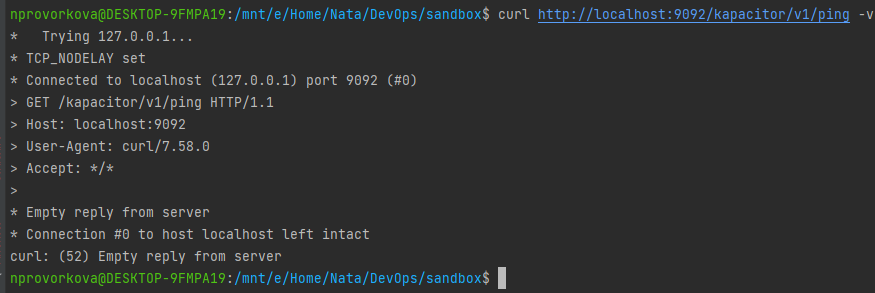 nprovorkova@DESKTOP-9FMPA19:/mnt/e/Home/Nata/DevOps/sandbox$ curl http://localhost:9092/kapacitor/v1/ping -v
*   Trying 127.0.0.1...
* TCP_NODELAY set
* Connected to localhost (127.0.0.1) port 9092 (#0)
> GET /kapacitor/v1/ping HTTP/1.1
> Host: localhost:9092
> User-Agent: curl/7.58.0
> Accept: */*
>
* Empty reply from server
* Connection #0 to host localhost left intact
curl: (52) Empty reply from server
nprovorkova@DESKTOP-9FMPA19:/mnt/e/Home/Nata/DevOps/sandbox$